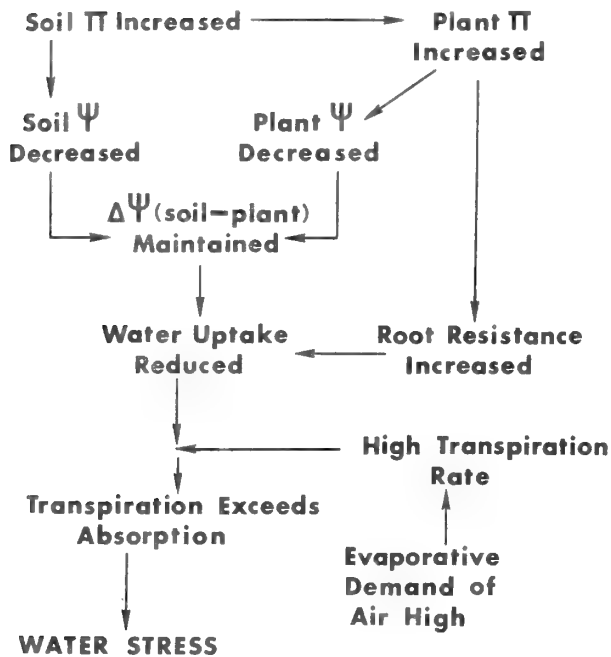 Soil π Increased
Plant π
Increased
Soil Ψ
Decreased
Plant Ψ
Decreased
ΔΨ (soil–plant)
Maintained
Water Uptake
Reduced
Root Resistance
Increased
High Transpiration
Rate
Transpiration Exceeds
Absorption
Evaporative
Demand of
Air High
WATER STRESS